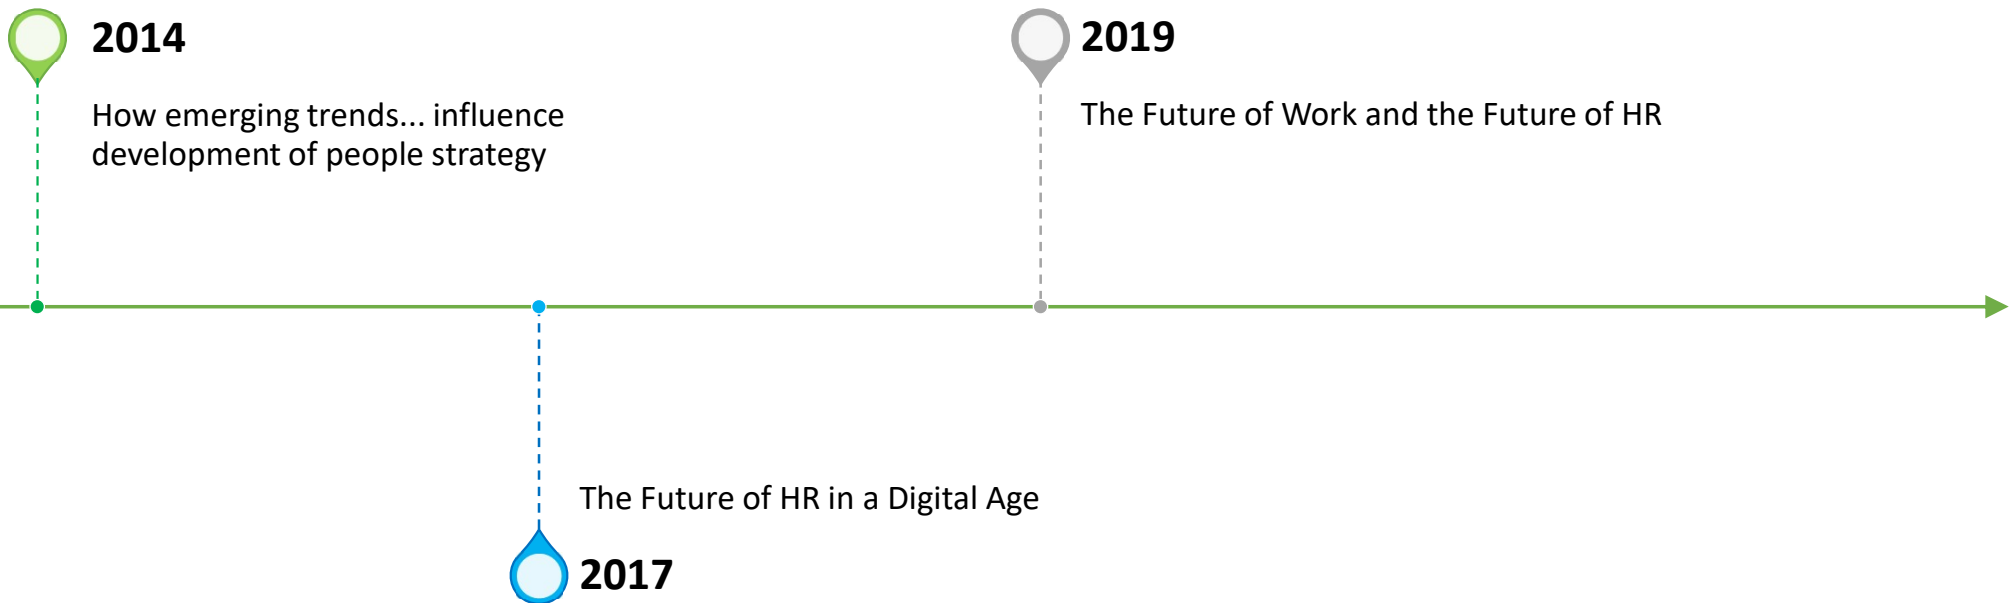 2014
How emerging trends... influence
development of people strategy
2019
The Future of Work and the Future of HR
The Future of HR in a Digital Age
2017